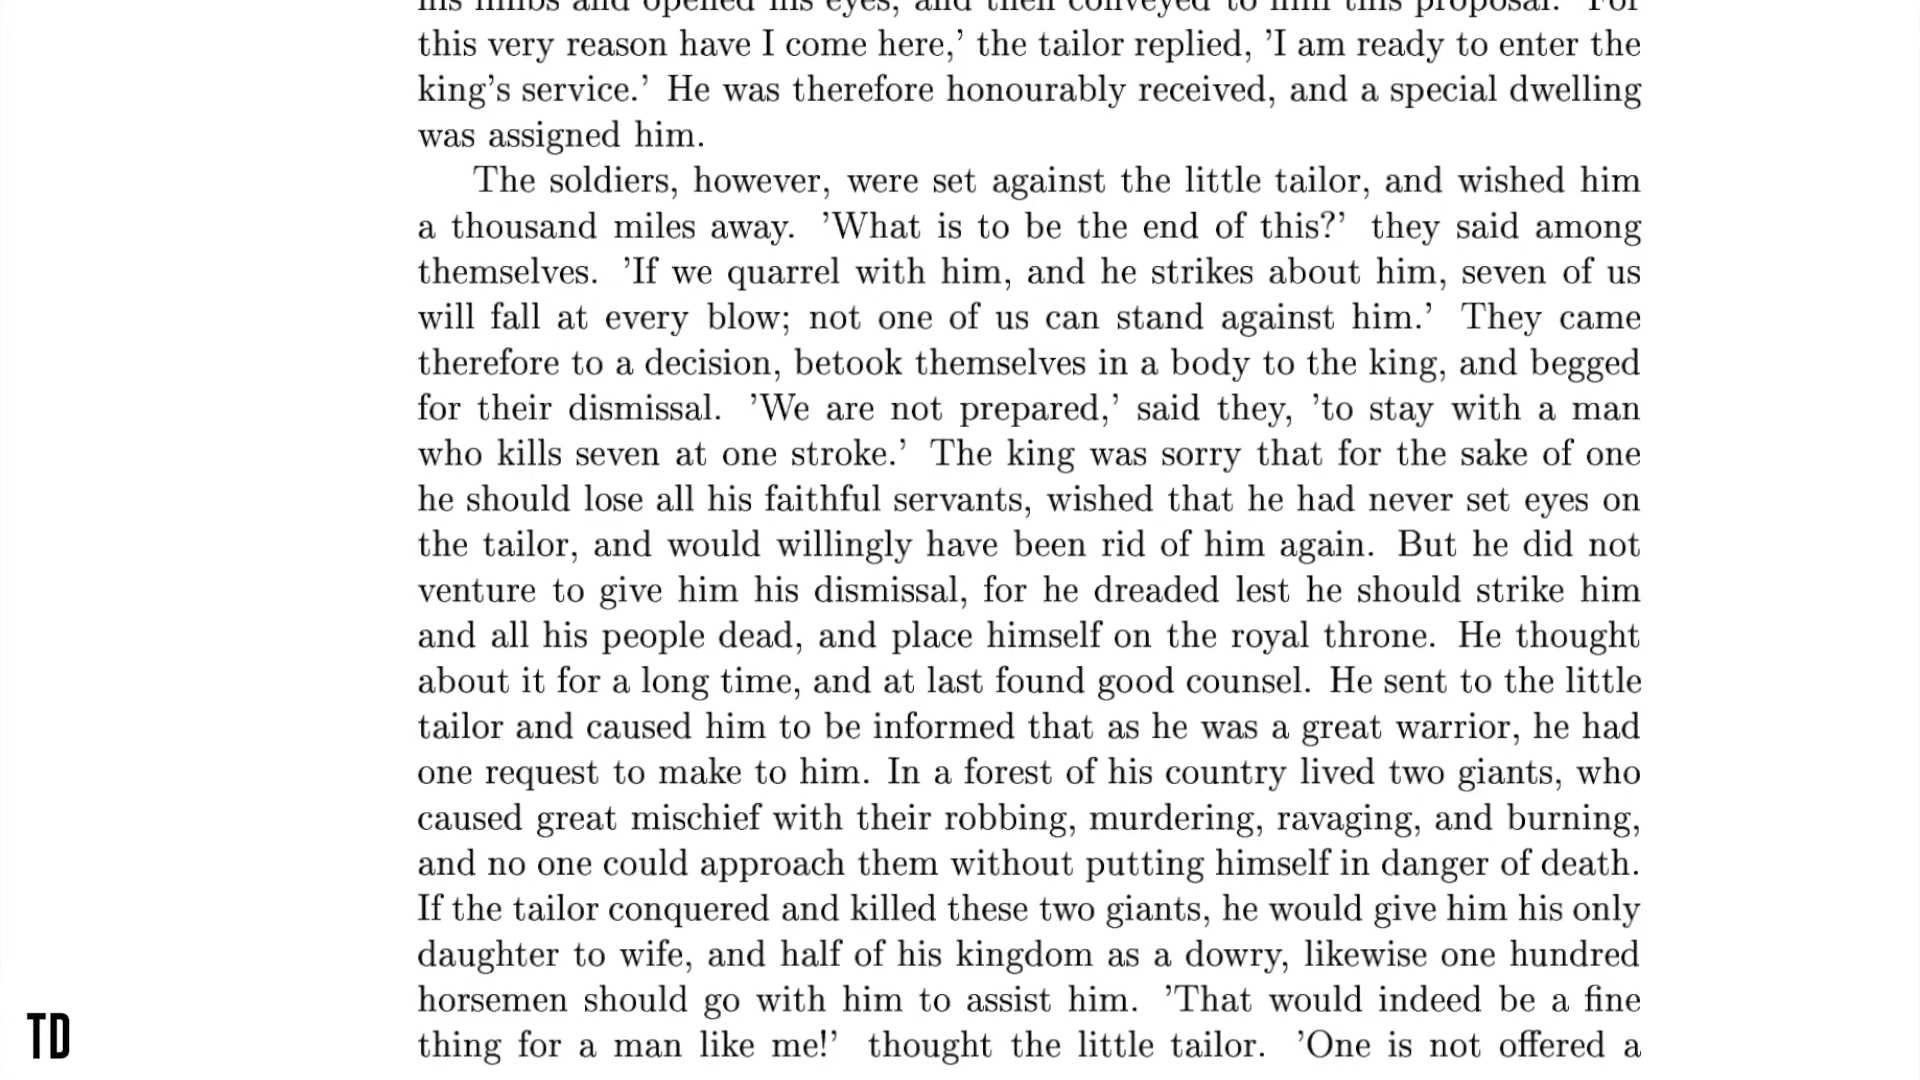 his limbs and opened his eyes, and then conveyed to him this proposal. 'For
this very reason have I come here,’ the tailor replied, ’I am ready to enter the
king’s service.’ He was therefore honourably received, and a special dwelling
was assigned him.
The soldiers, however, were set against the little tailor, and wished him
a thousand miles away. ’What is to be the end of this?’ they said among
themselves. ’If we quarrel with him, and he strikes about him, seven of us
will fall at every blow; not one of us can stand against him.’ They came
therefore to a decision, betook themselves in a body to the king, and begged
for their dismissal. ’We are not prepared,’ said they, ’to stay with a man
who kills seven at one stroke.’ The king was sorry that for the sake of one
he should lose all his faithful servants, wished that he had never set eyes on
the tailor, and would willingly have been rid of him again. But he did not
venture to give him his dismissal, for he dreaded lest he should strike him
and all his people dead, and place himself on the royal throne. He thought
about it for a long time, and at last found good counsel. He sent to the little
tailor and caused him to be informed that as he was a great warrior, he had
one request to make to him. In a forest of his country lived two giants, who
caused great mischief with their robbing, murdering, ravaging, and burning,
and no one could approach them without putting himself in danger of death.
If the tailor conquered and killed these two giants, he would give him his only
daughter to wife, and half of his kingdom as a dowry, likewise one hundred
horsemen should go with him to assist him. ’That would indeed be a fine
thing for a man like me!’ thought the little tailor. ’One is not offered a
TD